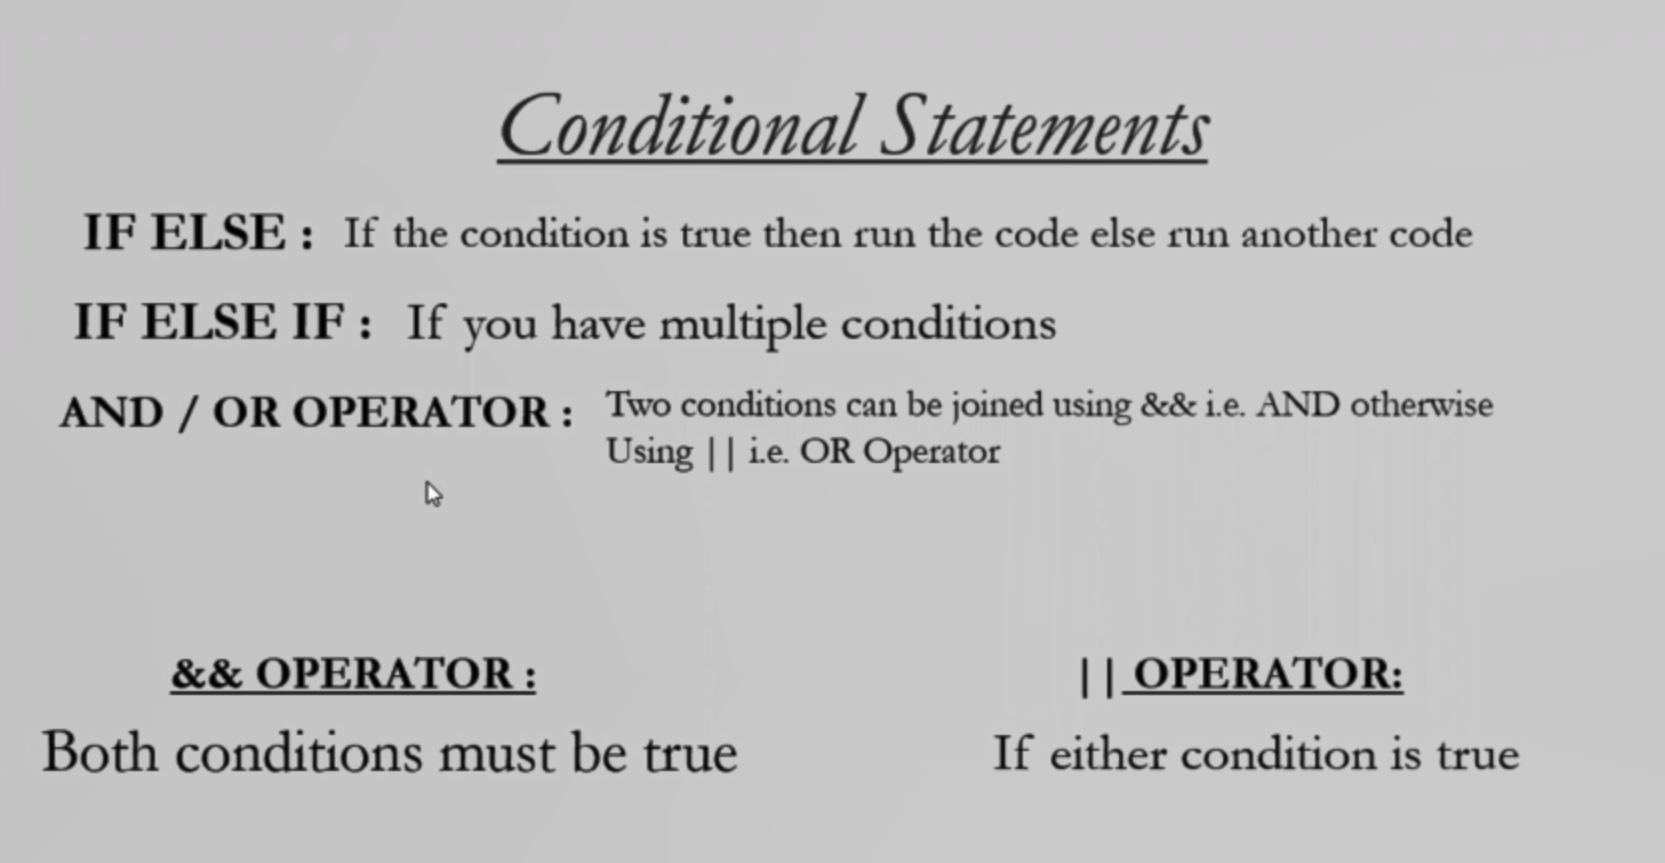 Conditional Statements
IF ELSE : If the condition is true then run the code else run another code
IF ELSE IF : If you have multiple conditions
AND / OR OPERATOR : Two conditions can be joined using && i.e. AND otherwise
Using || i.e. OR Operator
&& OPERATOR :
Both conditions must be true
|| OPERATOR:
If either condition is true